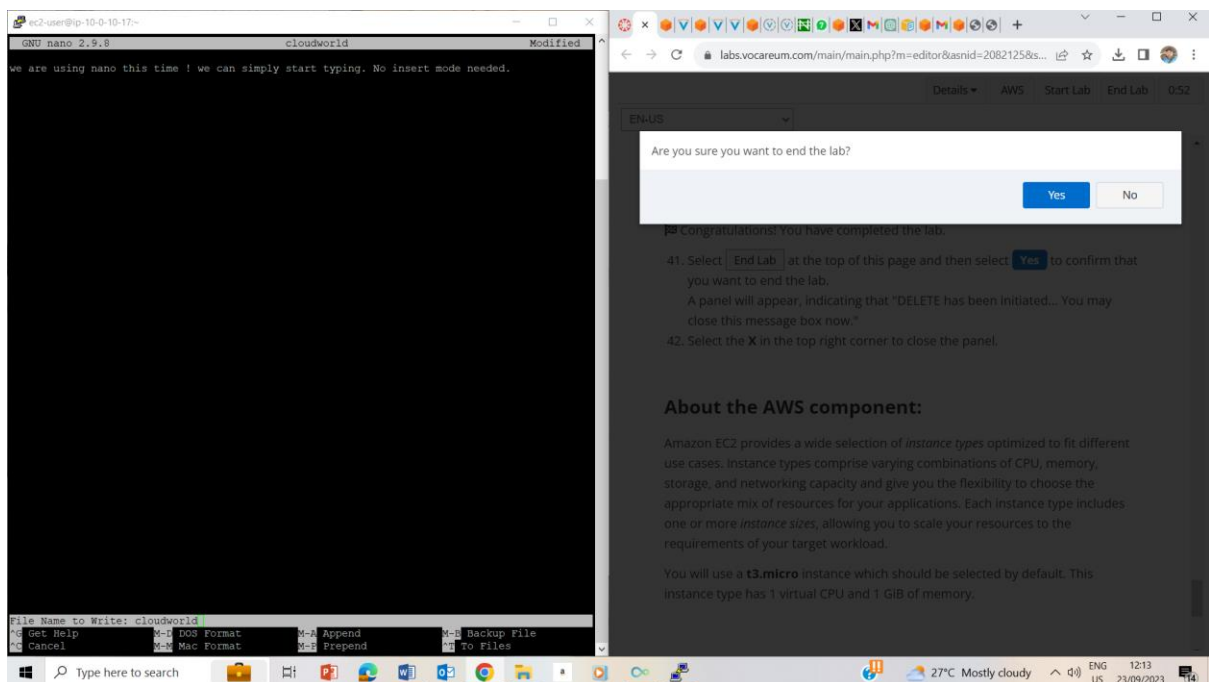 ec2-user@ip-10-0-10-17:~
GNU nano 2.9.8 cloudworld Modified
we are using nano this time ! we can simply start typing. No insert mode needed.
File Name to Write: cloudworld
^G Get Help M-D DOS Format M-A Append M-B Backup File
^C Cancel M-M Mac Format M-P Prepend ^T To Files
labs.vocareum.com/main/main.php?m=editor&asnid=2082125&s...
Details AWS Start Lab End Lab 0:52
EN-US
Are you sure you want to end the lab?
Yes No
Congratulations! You have completed the lab.
41. Select End Lab at the top of this page and then select Yes to confirm that
you want to end the lab.
A panel will appear, indicating that "DELETE has been initiated... You may
close this message box now."
42. Select the X in the top right corner to close the panel.
About the AWS component:
Amazon EC2 provides a wide selection of instance types optimized to fit different
use cases. Instance types comprise varying combinations of CPU, memory,
storage, and networking capacity and give you the flexibility to choose the
appropriate mix of resources for your applications. Each instance type includes
one or more instance sizes, allowing you to scale your resources to the
requirements of your target workload.
You will use a t3.micro instance which should be selected by default. This
instance type has 1 virtual CPU and 1 GiB of memory.
Type here to search
27°C Mostly cloudy
ENG 12:13
US 23/09/2023